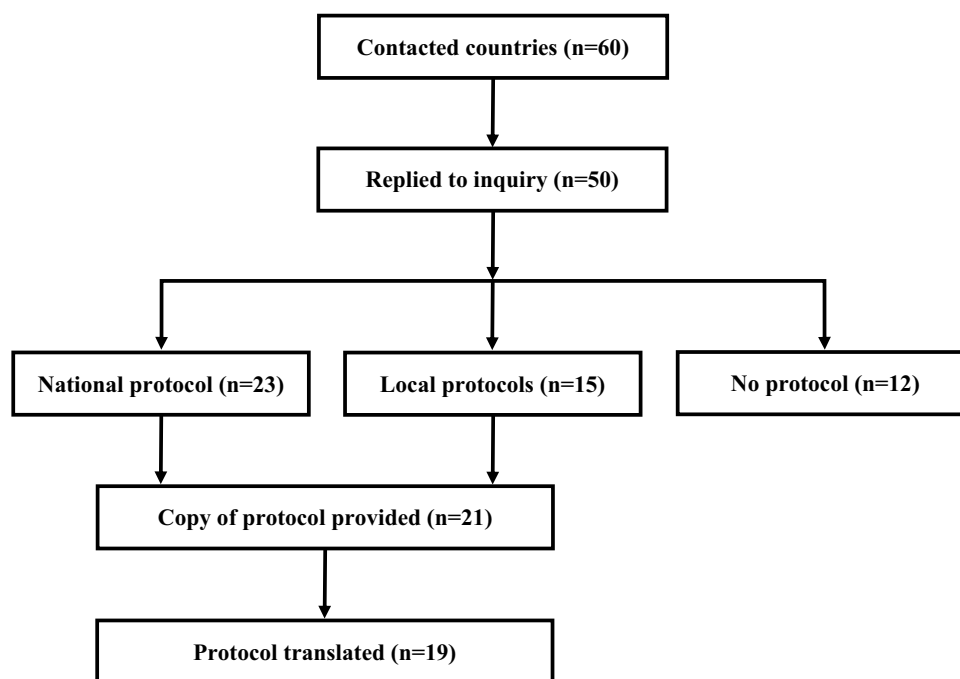 Contacted countries (n=60)
Replied to inquiry (n=50)
National protocol (n=23)
Local protocols (n=15)
No protocol (n=12)
Copy of protocol provided (n=21)
Protocol translated (n=19)